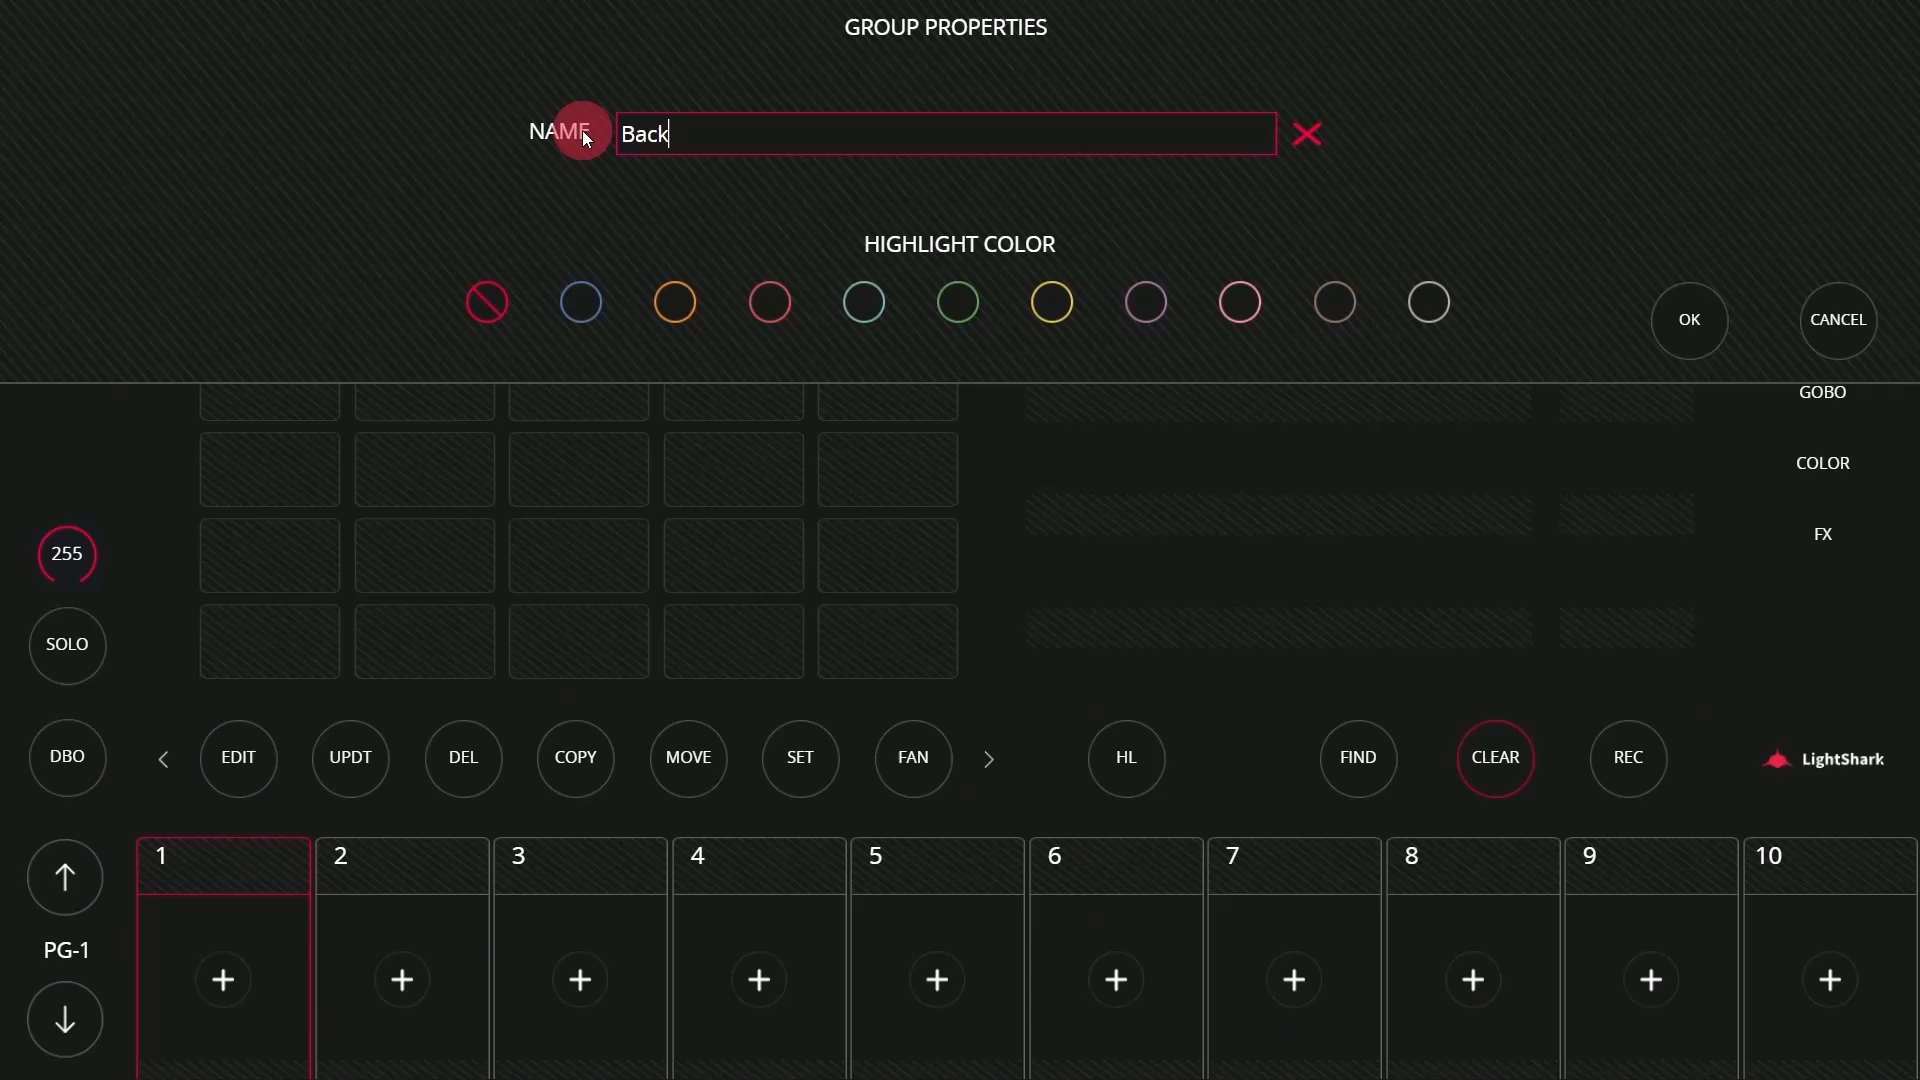 GROUP PROPERTIES
NAME Back
HIGHLIGHT COLOR
OK CANCEL
GOBO
COLOR
FX
255
SOLO
DBO EDIT UPDT DEL COPY MOVE SET FAN HL FIND CLEAR REC LightShark
1 2 3 4 5 6 7 8 9 10
PG-1